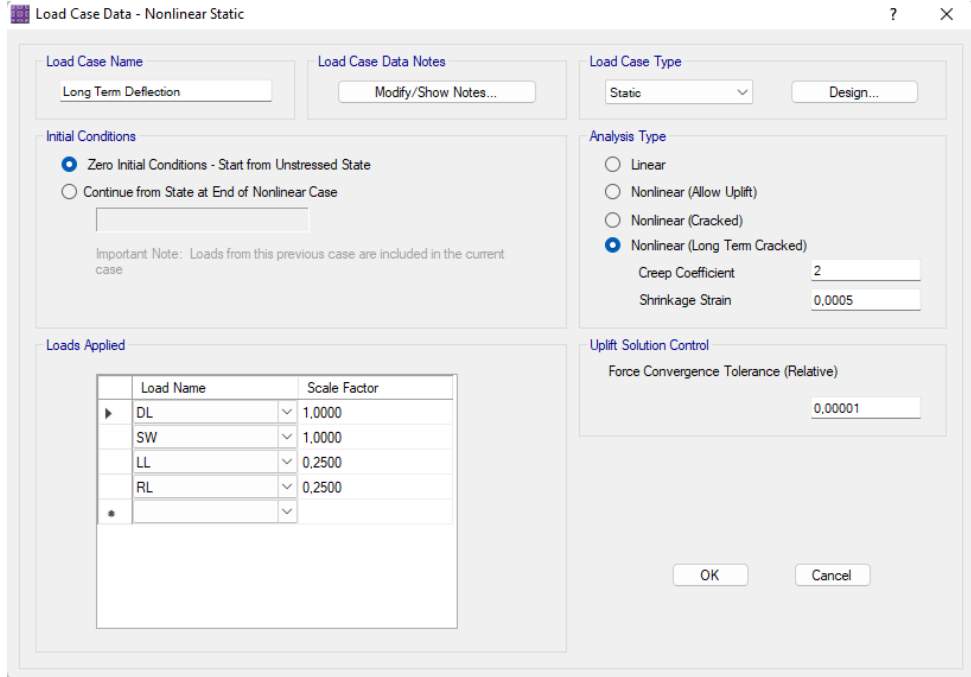 Load Case Data - Nonlinear Static
?
Load Case Name
Long Term Deflection
Load Case Data Notes
Modify/Show Notes...
Load Case Type
Static
Design...
Initial Conditions
Zero Initial Conditions - Start from Unstressed State
Continue from State at End of Nonlinear Case
Important Note: Loads from this previous case are included in the current
case
Analysis Type
Linear
Nonlinear (Allow Uplift)
Nonlinear (Cracked)
Nonlinear (Long Term Cracked)
Creep Coefficient 2
Shrinkage Strain 0,0005
Loads Applied
Load Name Scale Factor
DL 1,0000
SW 1,0000
LL 0,2500
RL 0,2500
Uplift Solution Control
Force Convergence Tolerance (Relative)
0,00001
OK
Cancel